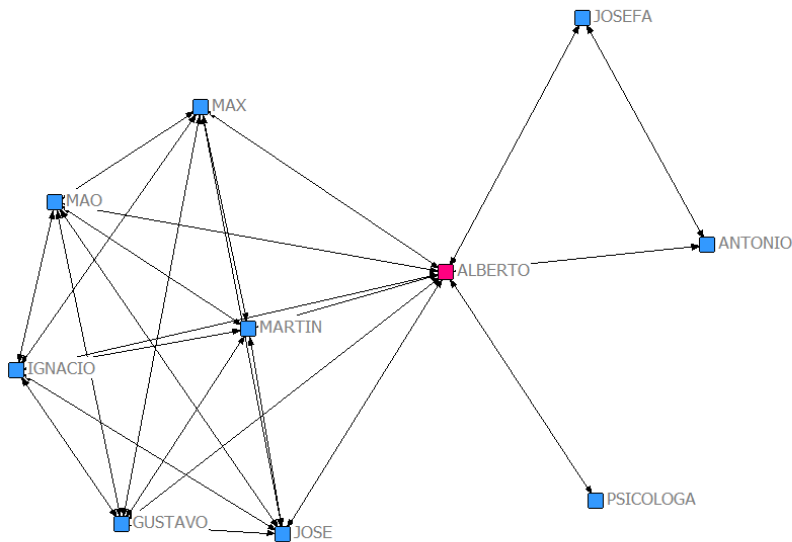 JOSEFA
MAX
MAO
ANTONIO
ALBERTO
MARTIN
IGNACIO
PSICOLOGA
GUSTAVO
JOSE